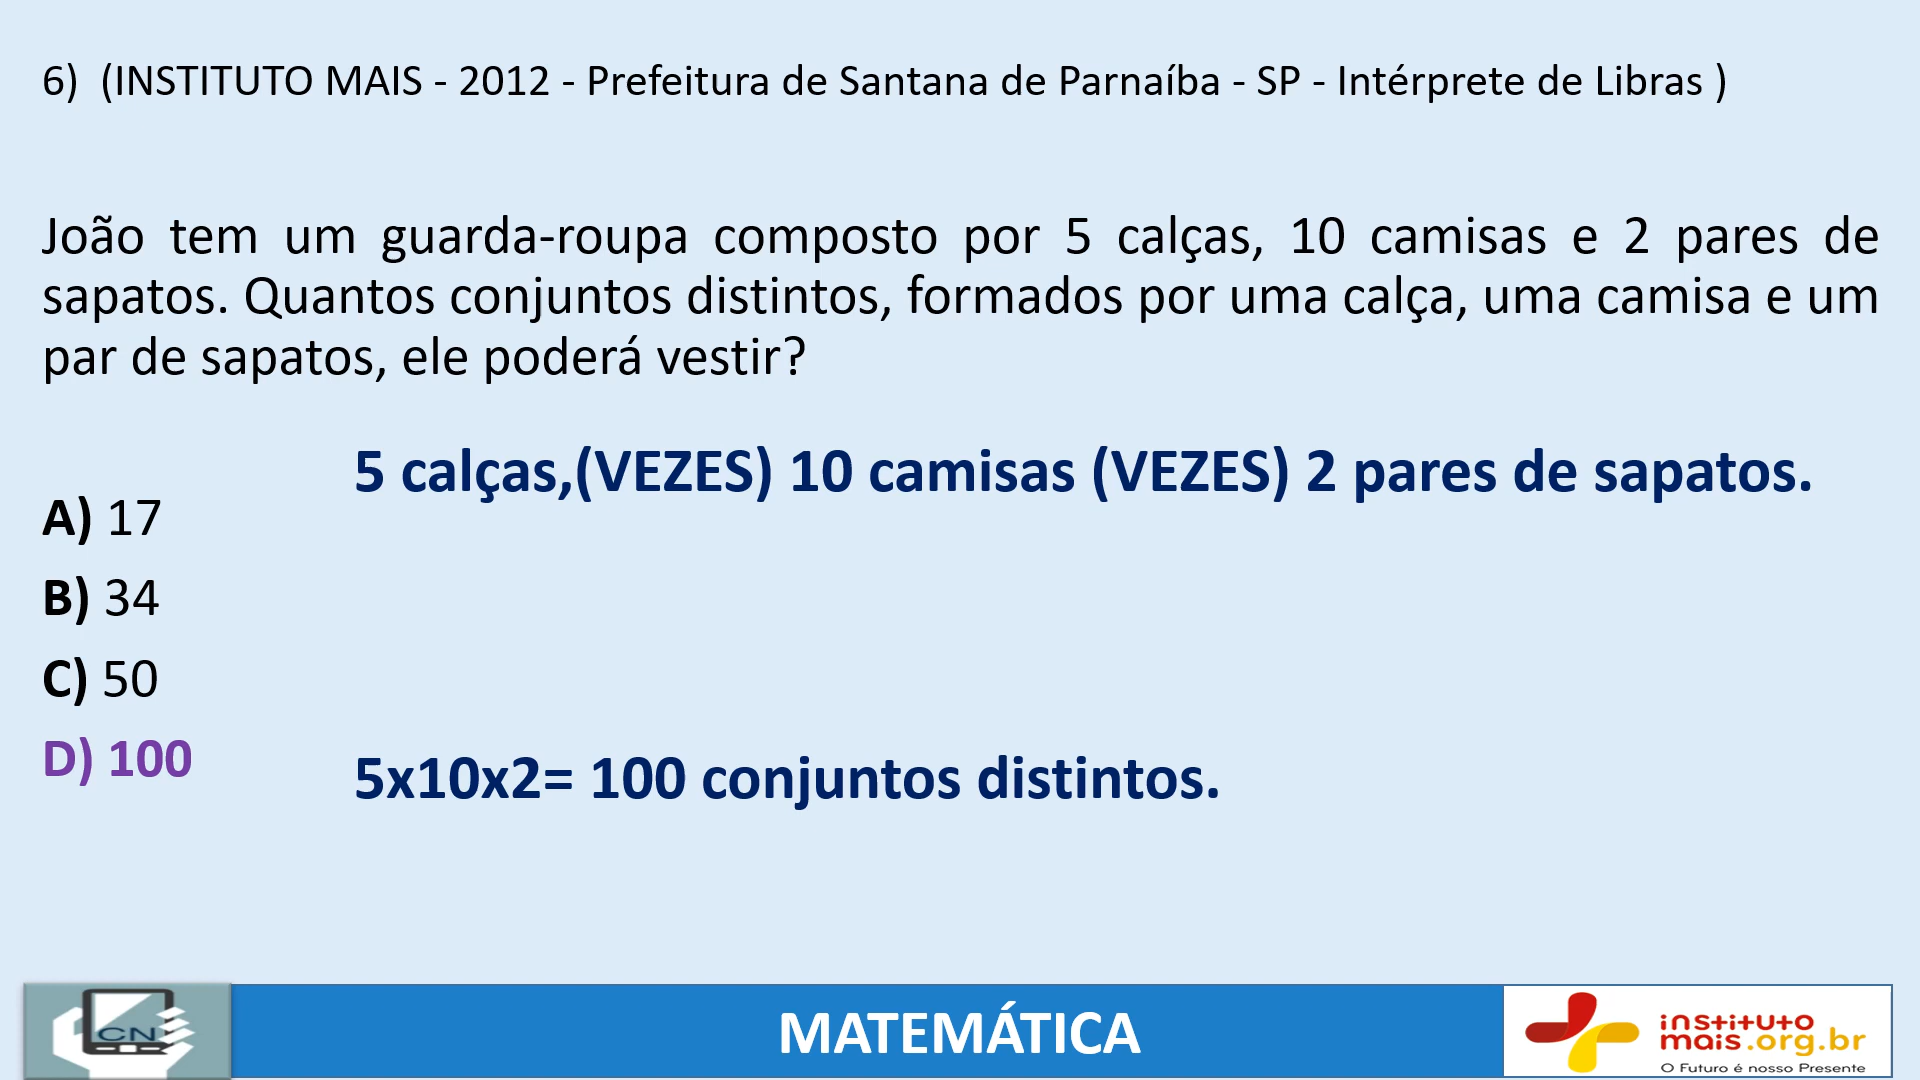 6) (INSTITUTO MAIS - 2012 - Prefeitura de Santana de Parnaíba - SP - Intérprete de Libras )
João tem um guarda-roupa composto por 5 calças, 10 camisas e 2 pares de
sapatos. Quantos conjuntos distintos, formados por uma calça, uma camisa e um
par de sapatos, ele poderá vestir?
5 calças,(VEZES) 10 camisas (VEZES) 2 pares de sapatos.
A) 17
B) 34
C) 50
D) 100
5x10x2= 100 conjuntos distintos.
CN
MATEMÁTICA
instituto
mais.org.br
O Futuro é nosso Presente